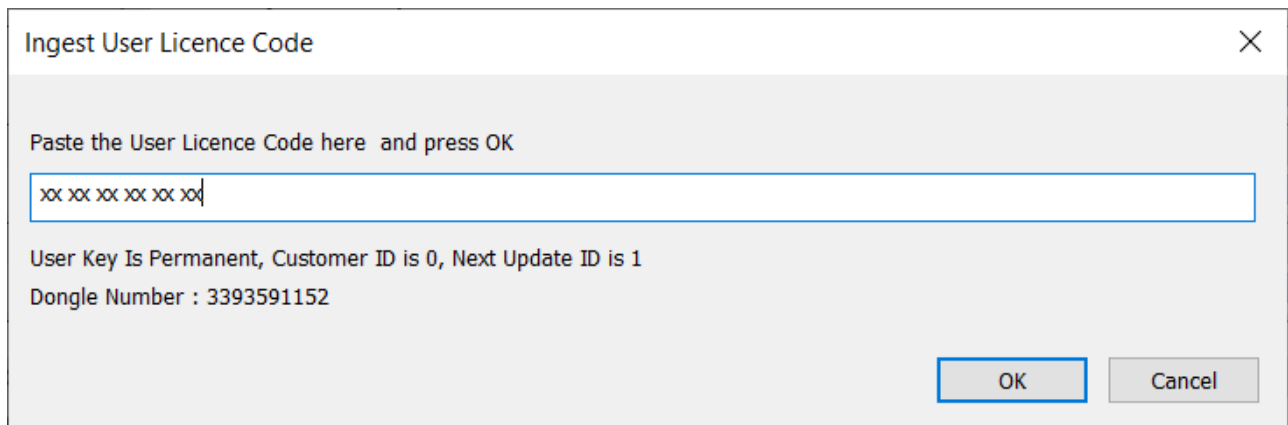 Ingest User Licence Code
Paste the User Licence Code here  and press OK
xx xx xx xx xx xx
User Key Is Permanent, Customer ID is 0, Next Update ID is 1
Dongle Number : 3393591152
OK
Cancel